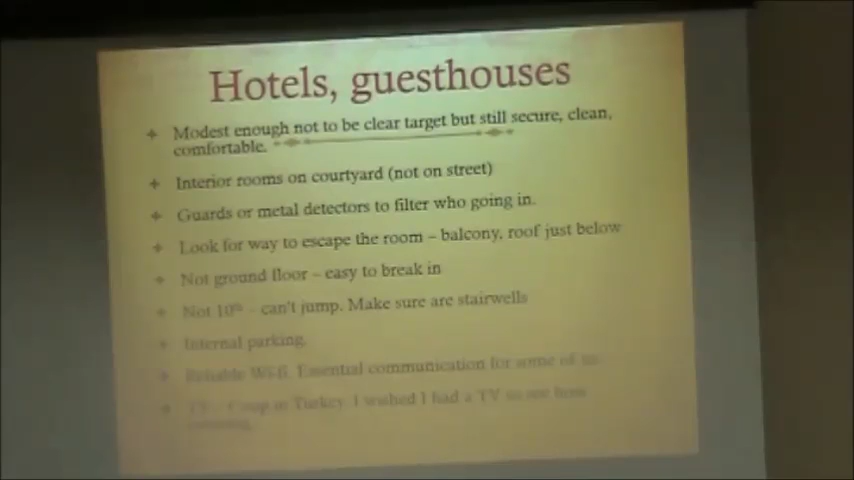 Hotels, guesthouses
Modest enough not to be clear target but still secure, clean,
comfortable.
Interior rooms on courtyard (not on street)
Guards or metal detectors to filter who going in.
Look for way to escape the room – balcony, roof just below
Not ground floor – easy to break in
Not 10th – can't jump. Make sure are stairwells
Internal parking.
Reliable Wi-fi. Essential communication for some of us
TV – Coup in Turkey. I wished I had a TV to see how